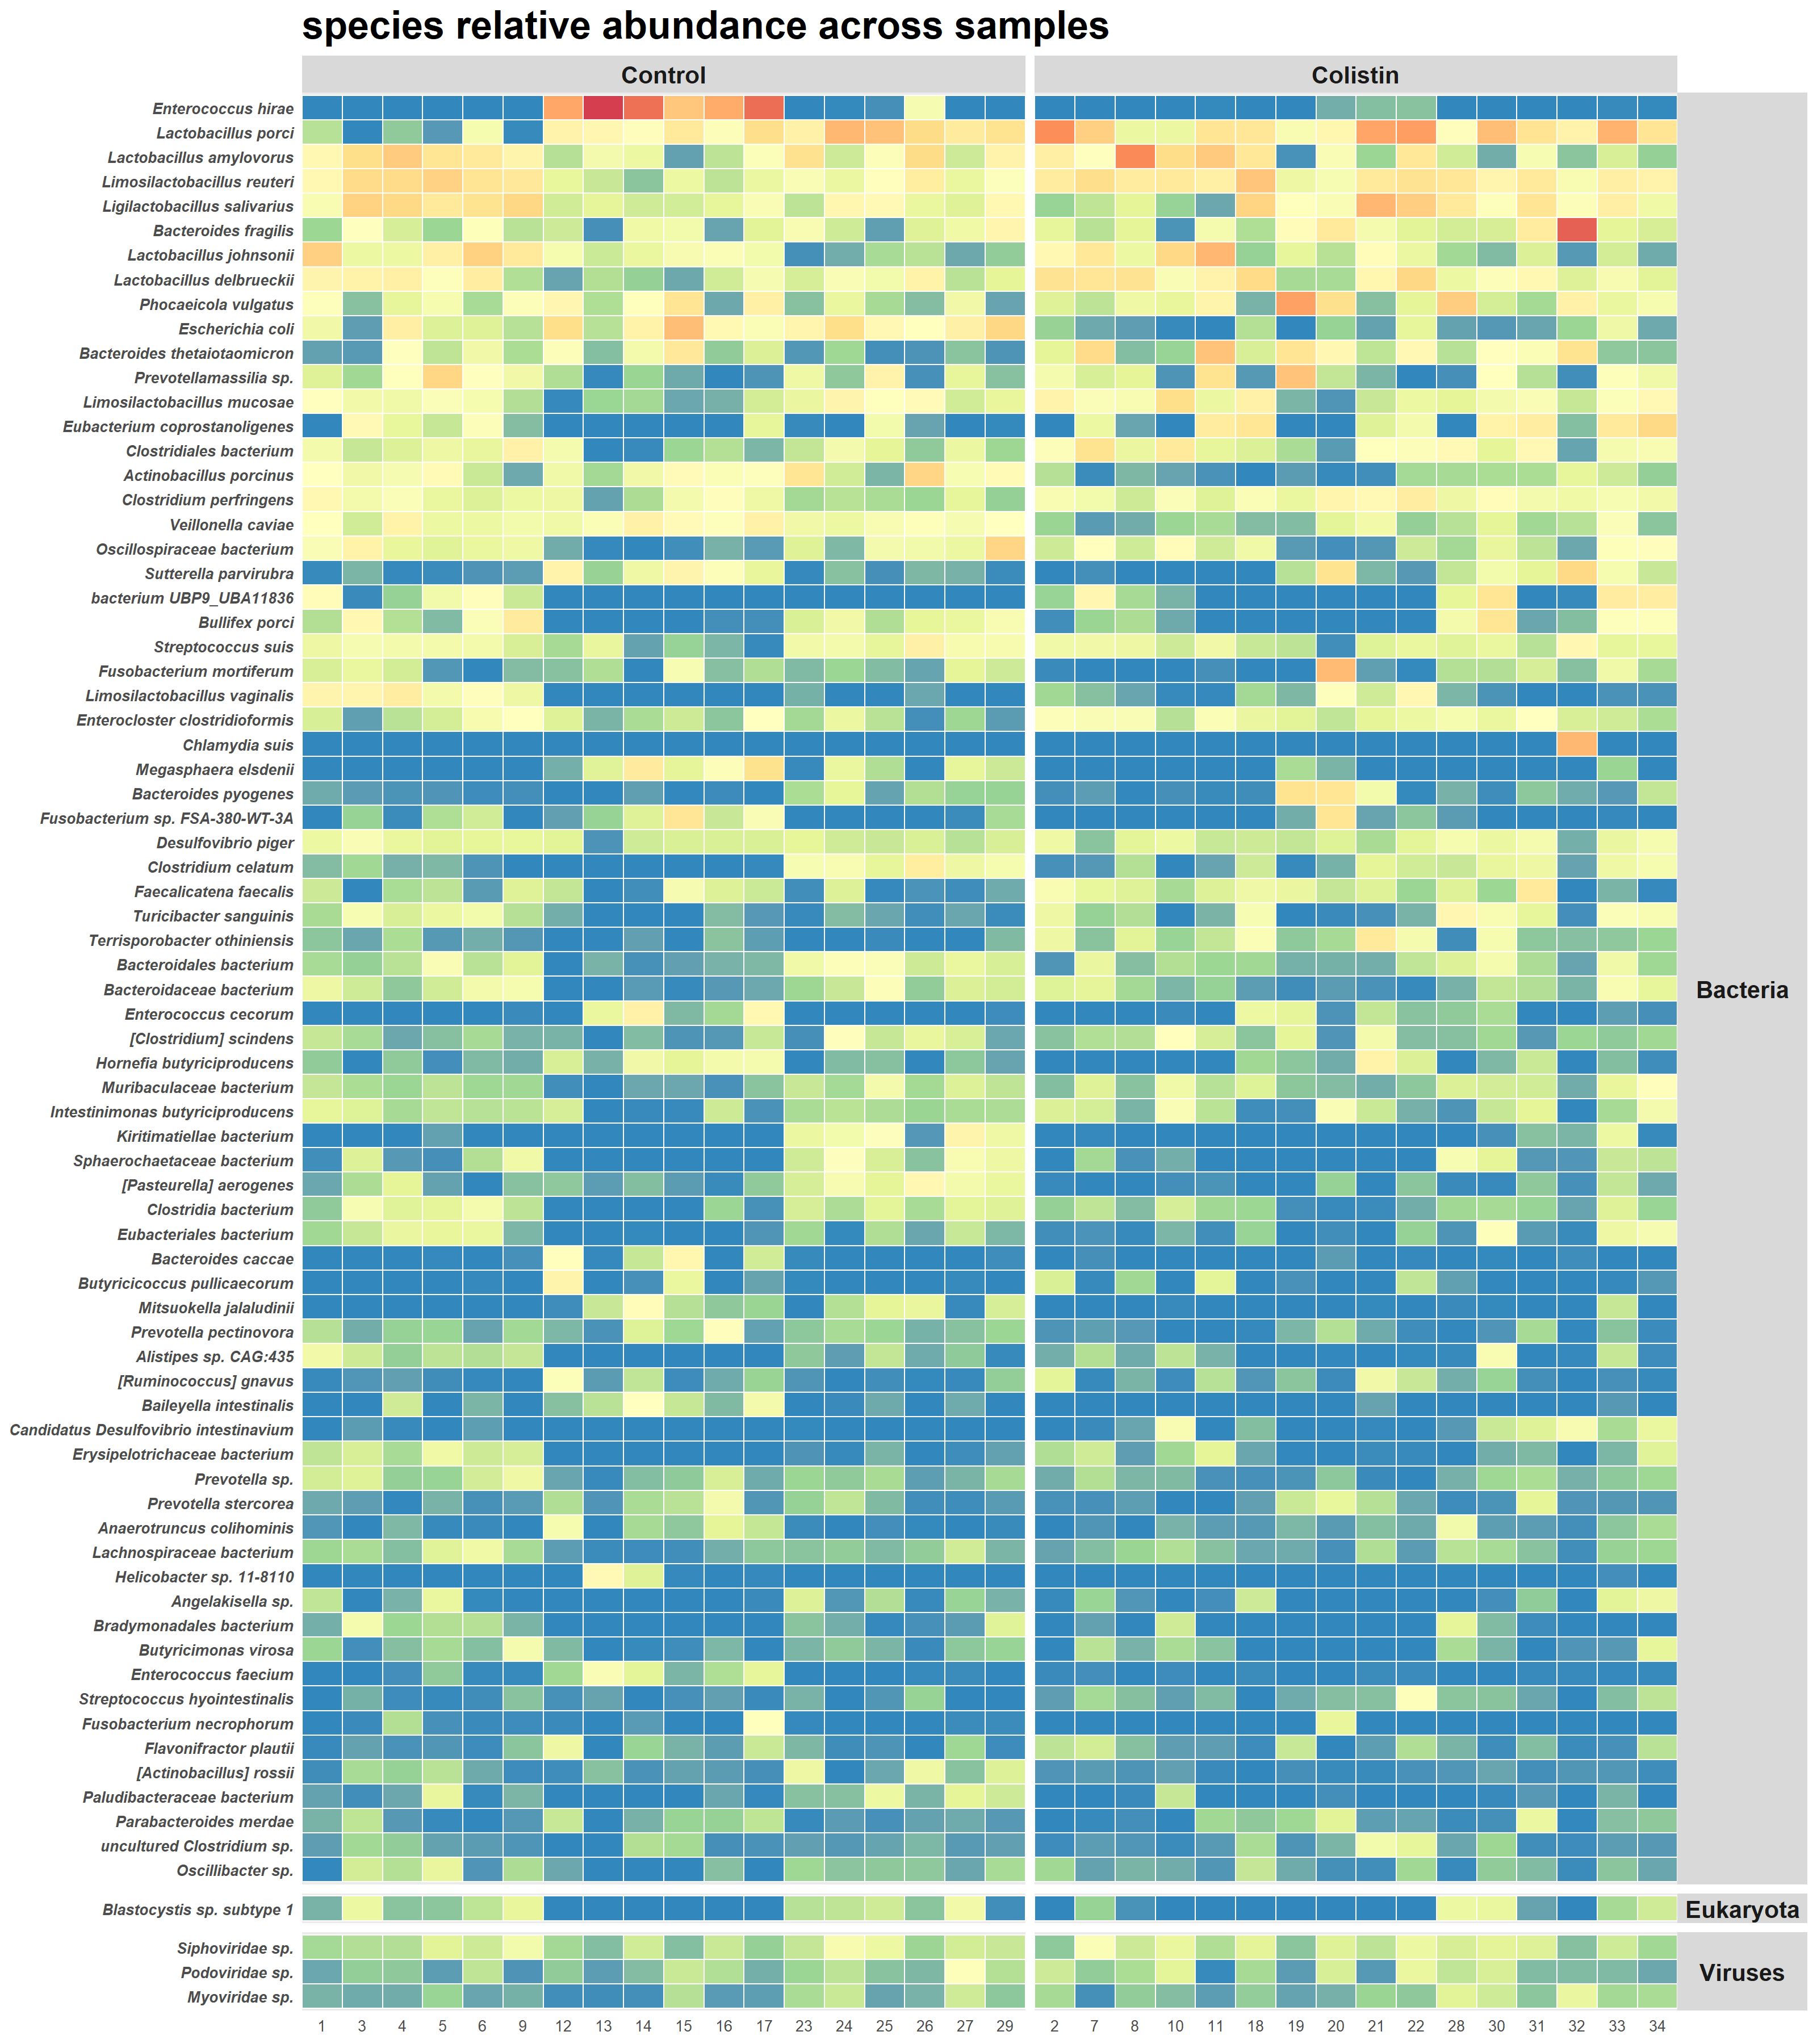 species relative abundance across samples
Control
Colistin
Enterococcus hirae
Lactobacillus porci
Lactobacillus amylovorus
Limosilactobacillus reuteri
Ligilactobacillus salivarius
Bacteroides fragilis
Lactobacillus johnsonii
Lactobacillus delbrueckii
Phocaeicola vulgatus
Escherichia coli
Bacteroides thetaiotaomicron
Prevotellamassilia sp.
Limosilactobacillus mucosae
Eubacterium coprostanoligenes
Clostridiales bacterium
Actinobacillus porcinus
Clostridium perfringens
Veillonella caviae
Oscillospiraceae bacterium
Sutterella parvirubra
bacterium UBP9_UBA11836
Bullifex porci
Streptococcus suis
Fusobacterium mortiferum
Limosilactobacillus vaginalis
Enterocloster clostridioformis
Chlamydia suis
Megasphaera elsdenii
Bacteroides pyogenes
Fusobacterium sp. FSA-380-WT-3A
Desulfovibrio piger
Clostridium celatum
Faecalicatena faecalis
Turicibacter sanguinis
Terrisporobacter othiniensis
Bacteroidales bacterium
Bacteroidaceae bacterium
Bacteria
Enterococcus cecorum
[Clostridium] scindens
Hornefia butyriciproducens
Muribaculaceae bacterium
Intestinimonas butyriciproducens
Kiritimatiellae bacterium
Sphaerochaetaceae bacterium
[Pasteurella] aerogenes
Clostridia bacterium
Eubacteriales bacterium
Bacteroides caccae
Butyricicoccus pullicaecorum
Mitsuokella jalaludinii
Prevotella pectinovora
Alistipes sp. CAG:435
[Ruminococcus] gnavus
Baileyella intestinalis
Candidatus Desulfovibrio intestinavium
Erysipelotrichaceae bacterium
Prevotella sp.
Prevotella stercorea
Anaerotruncus colihominis
Lachnospiraceae bacterium
Helicobacter sp. 11-8110
Angelakisella sp.
Bradymonadales bacterium
Butyricimonas virosa
Enterococcus faecium
Streptococcus hyointestinalis
Fusobacterium necrophorum
Flavonifractor plautii
[Actinobacillus] rossii
Paludibacteraceae bacterium
Parabacteroides merdae
uncultured Clostridium sp.
Oscillibacter sp.
Blastocystis sp. subtype 1
Eukaryota
Siphoviridae sp.
Podoviridae sp.
Viruses
Myoviridae sp.
1 3 4 5 6 9 12 13 14 15 16 17 23 24 25 26 27 29 2 7 8 10 11 18 19 20 21 22 28 30 31 32 33 34